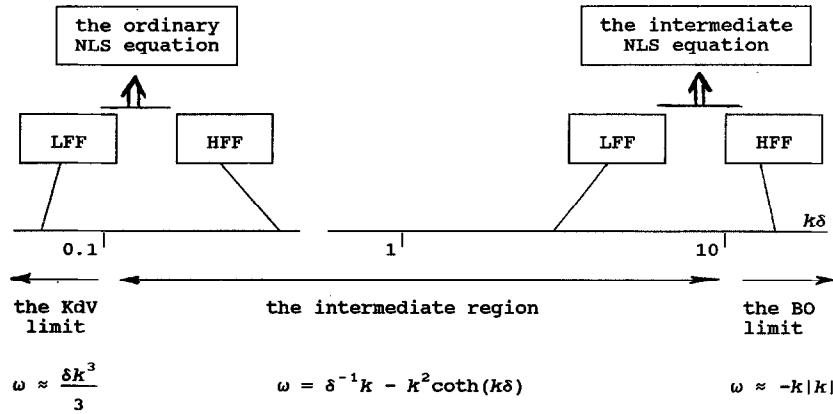 the ordinary
NLS equation
the intermediate
NLS equation
LFF
HFF
LFF
HFF
kδ
0.1
1
10
the KdV
limit
the intermediate region
the BO
limit
ω ≈ δk³/3
ω = δ⁻¹k - k²coth(kδ)
ω ≈ -k|k|